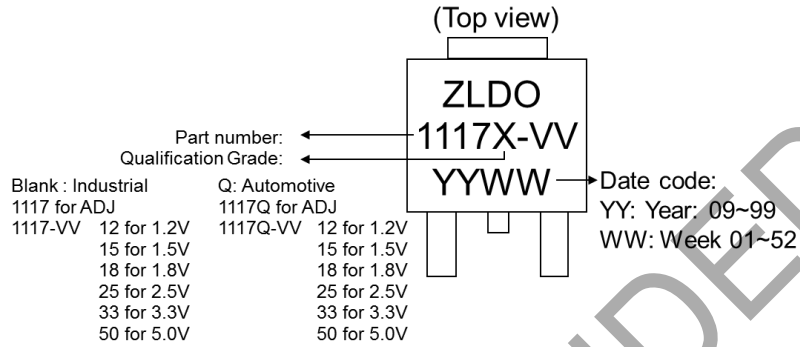 (Top view)
ZLDO
1117X-VV
YYWW
Part number:
Qualification Grade:
Blank : Industrial Q: Automotive
1117 for ADJ 1117Q for ADJ
1117-VV 12 for 1.2V 1117Q-VV 12 for 1.2V
15 for 1.5V 15 for 1.5V
18 for 1.8V 18 for 1.8V
25 for 2.5V 25 for 2.5V
33 for 3.3V 33 for 3.3V
50 for 5.0V 50 for 5.0V
Date code:
YY: Year: 09~99
WW: Week 01~52